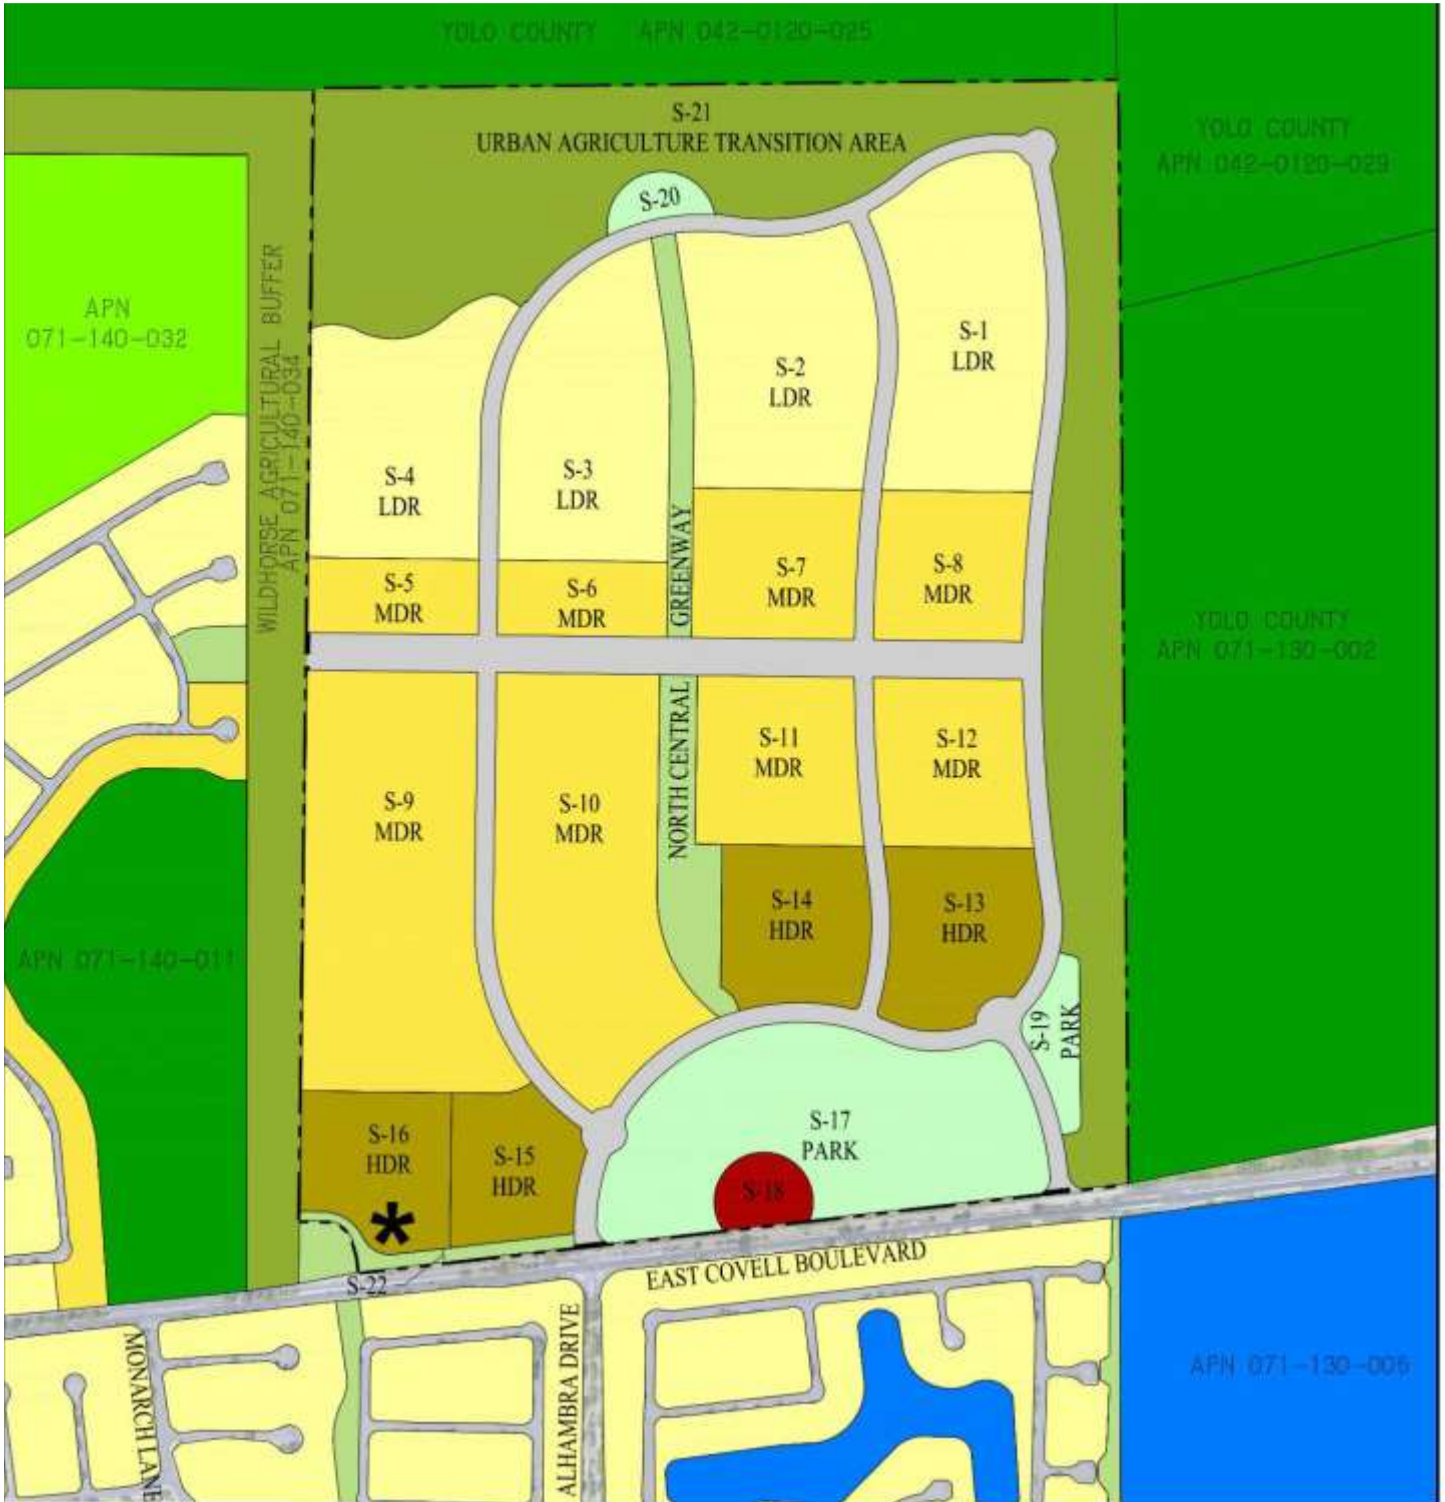 YOLO COUNTY APN 042-0120-025
S-21
URBAN AGRICULTURE TRANSITION AREA
YOLO COUNTY
APN 042-0120-029
S-20
APN
071-140-032
WILDHORSE AGRICULTURAL BUFFER
APN 071-140-034
S-1
LDR
S-2
LDR
S-3
LDR
S-4
LDR
S-5
MDR
S-6
MDR
S-7
MDR
S-8
MDR
NORTH CENTRAL GREENWAY
YOLO COUNTY
APN 071-130-002
S-9
MDR
S-10
MDR
S-11
MDR
S-12
MDR
S-14
HDR
S-13
HDR
APN 071-140-011
S-19
PARK
S-16
HDR
*
S-15
HDR
S-17
PARK
S-18
S-22
EAST COVELL BOULEVARD
MONARCH LANE
ALHAMBRA DRIVE
APN 071-130-006